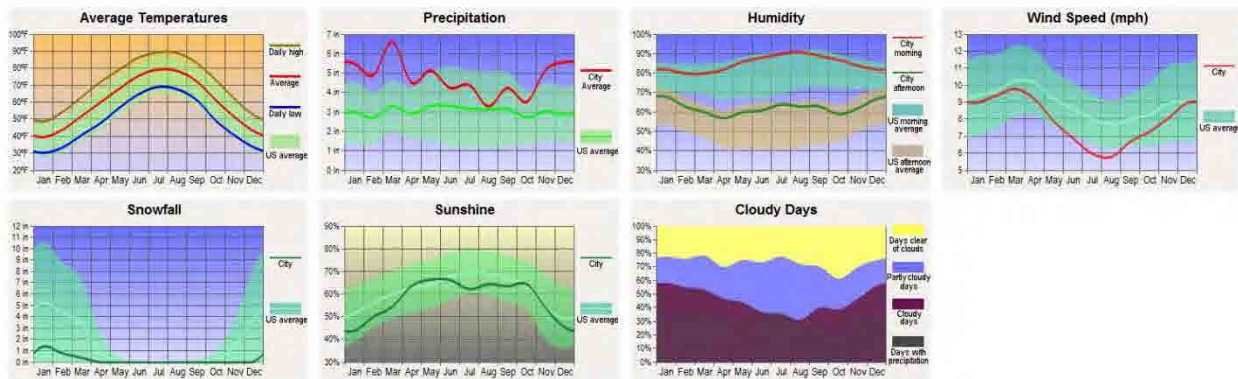 Average Temperatures
100°F
90°F
80°F
70°F
60°F
50°F
40°F
30°F
20°F
Jan Feb Mar Apr May Jun Jul Aug Sep Oct Nov Dec
Daily high
Average
Daily low
US average
Precipitation
7 in
6 in
5 in
4 in
3 in
2 in
1 in
0 in
Jan Feb Mar Apr May Jun Jul Aug Sep Oct Nov Dec
City
Average
US average
Humidity
100%
90%
80%
70%
60%
50%
40%
30%
Jan Feb Mar Apr May Jun Jul Aug Sep Oct Nov Dec
City
morning
City
afternoon
US morning
average
US afternoon
average
Wind Speed (mph)
13
12
11
10
9
8
7
6
5
Jan Feb Mar Apr May Jun Jul Aug Sep Oct Nov Dec
City
US average
Snowfall
12 in
11 in
10 in
9 in
8 in
7 in
6 in
5 in
4 in
3 in
2 in
1 in
0 in
Jan Feb Mar Apr May Jun Jul Aug Sep Oct Nov Dec
City
US average
Sunshine
90%
80%
70%
60%
50%
40%
30%
Jan Feb Mar Apr May Jun Jul Aug Sep Oct Nov Dec
City
US average
Cloudy Days
100%
90%
80%
70%
60%
50%
40%
30%
20%
10%
0%
Jan Feb Mar Apr May Jun Jul Aug Sep Oct Nov Dec
Days clear
of clouds
Partly cloudy
days
Cloudy
days
Days with
precipitation